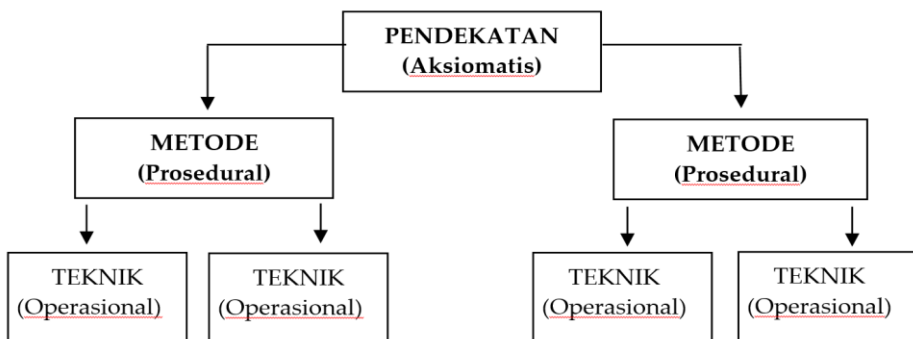 PENDEKATAN
(Aksiomatis)
METODE
(Prosedural)
METODE
(Prosedural)
TEKNIK
(Operasional)
TEKNIK
(Operasional)
TEKNIK
(Operasional)
TEKNIK
(Operasional)